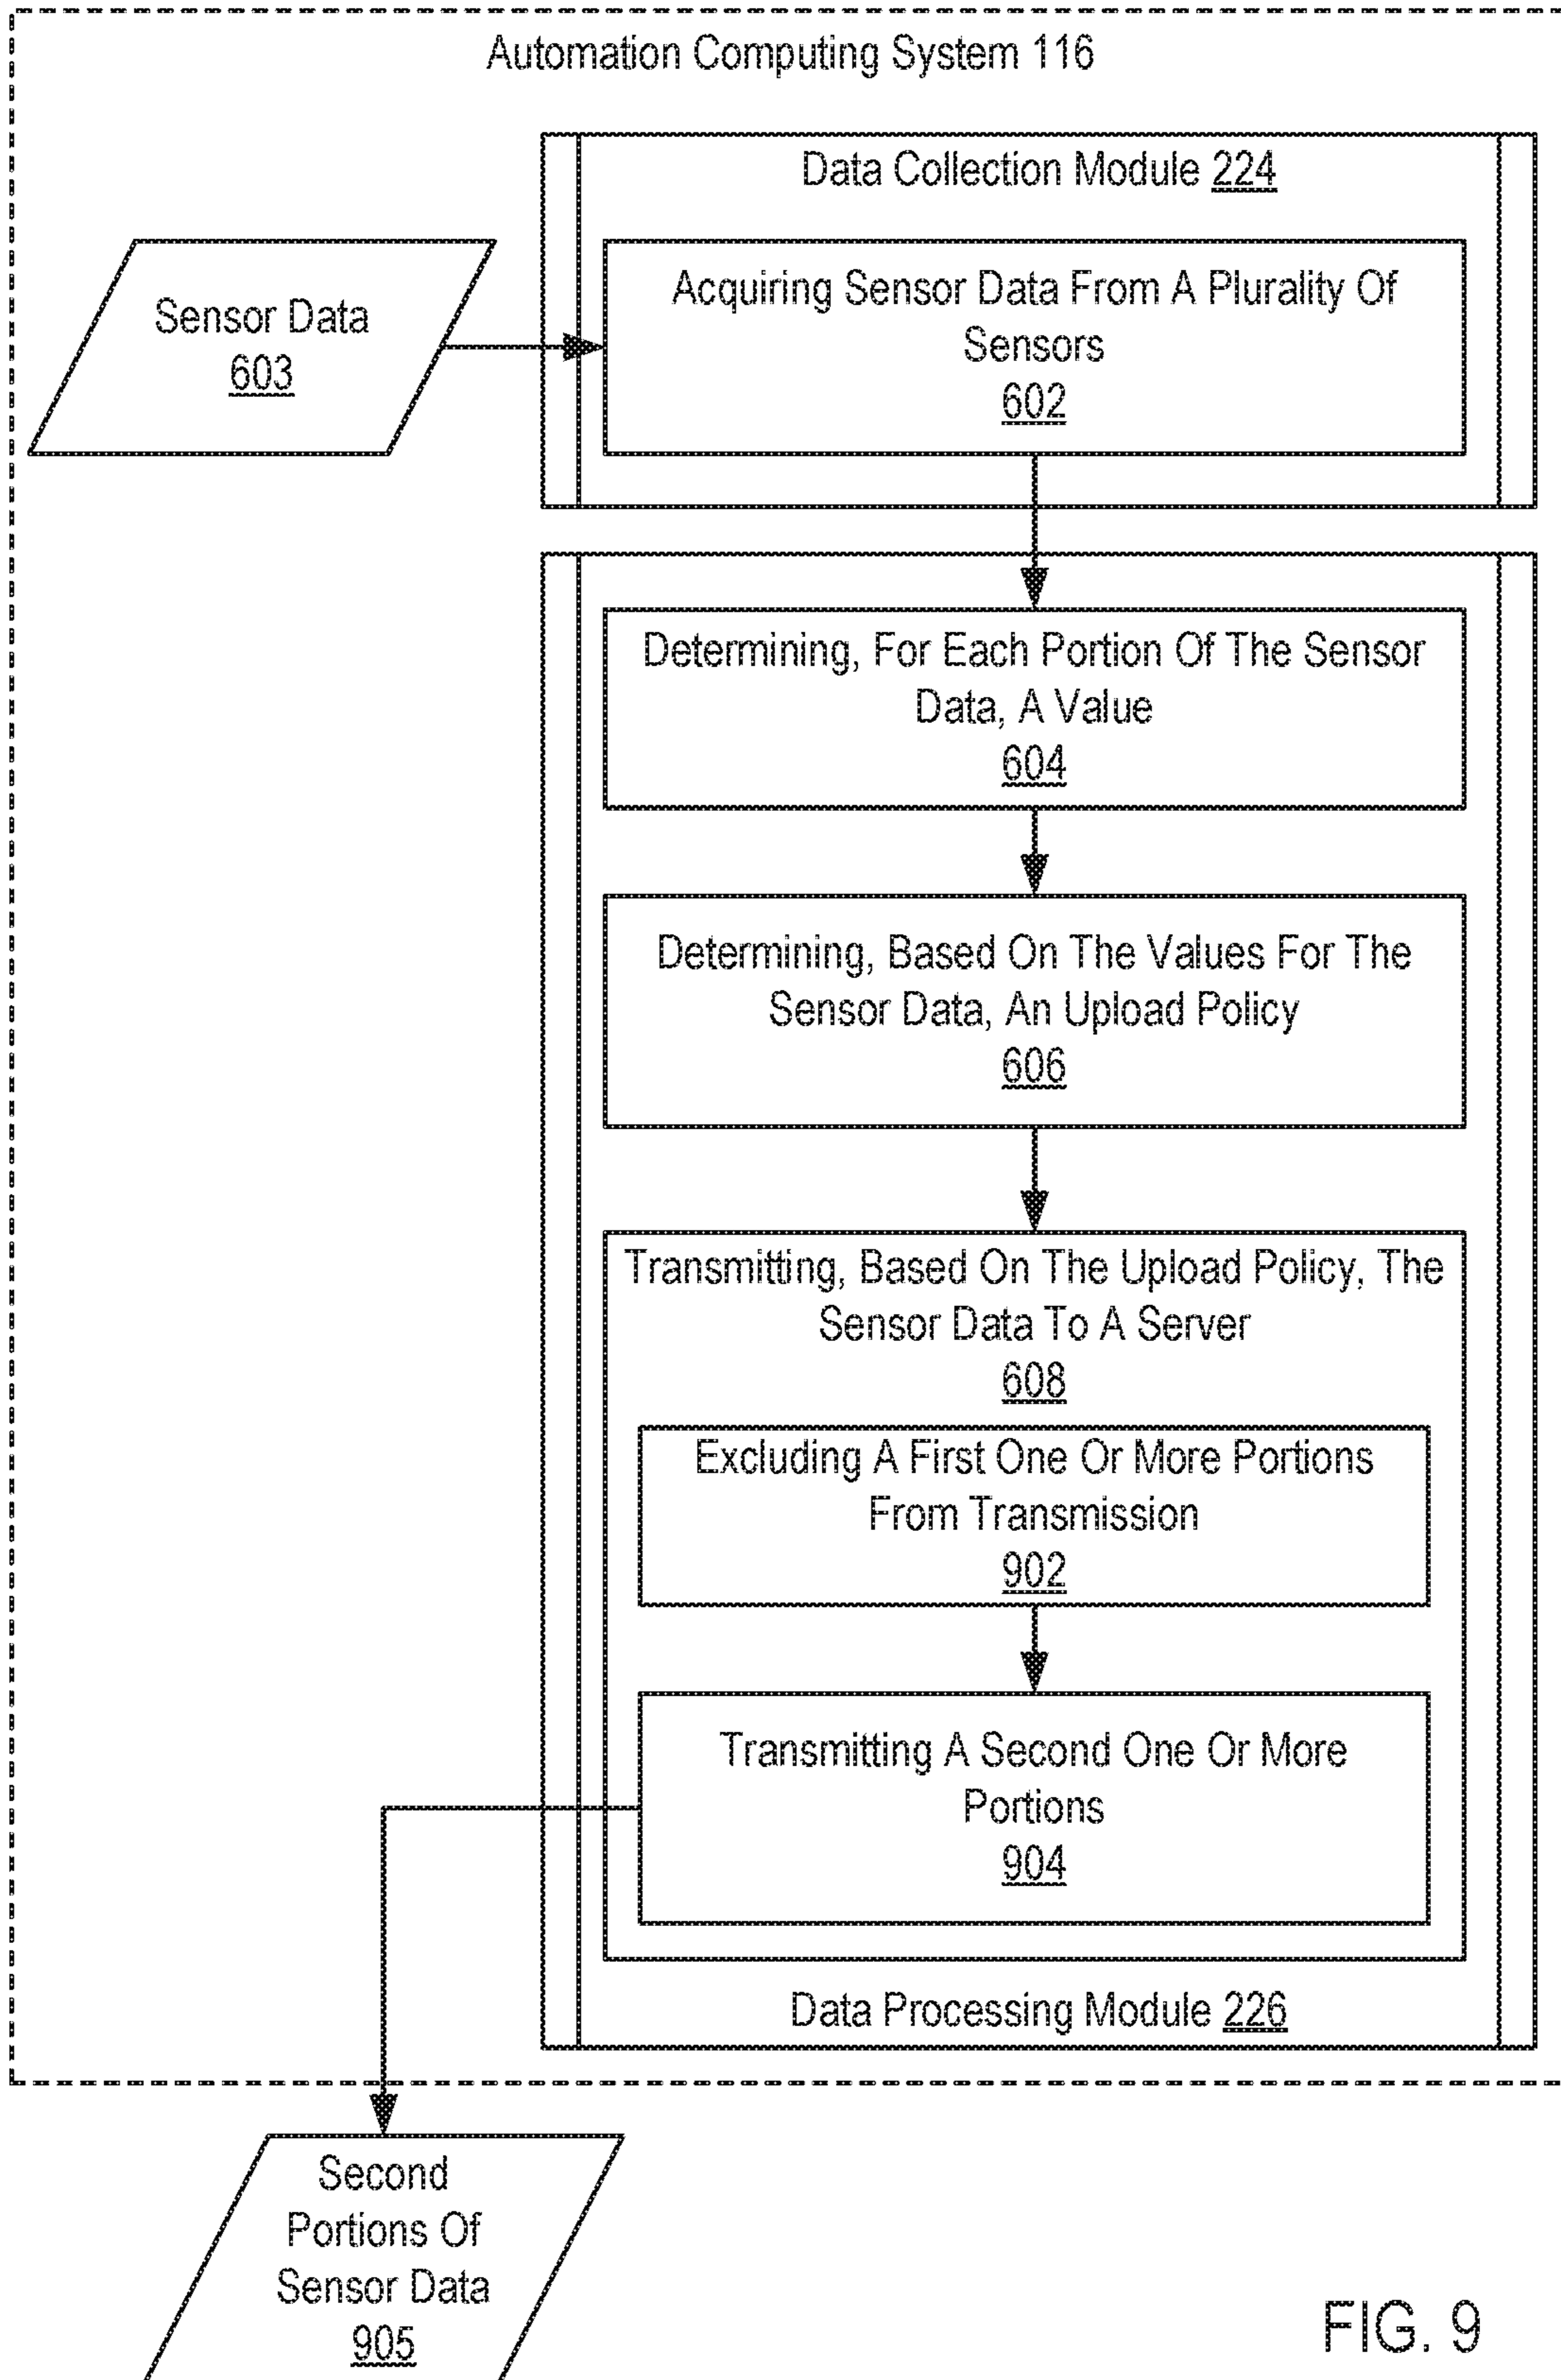 Automation Computing System 116
Data Collection Module 224
Sensor Data
603
Acquiring Sensor Data From A Plurality Of
Sensors
602
Determining, For Each Portion Of The Sensor
Data, A Value
604
Determining, Based On The Values For The
Sensor Data, An Upload Policy
606
Transmitting, Based On The Upload Policy, The
Sensor Data To A Server
608
Excluding A First One Or More Portions
From Transmission
902
Transmitting A Second One Or More
Portions
904
Data Processing Module 226
Second
Portions Of
Sensor Data
905
FIG. 9